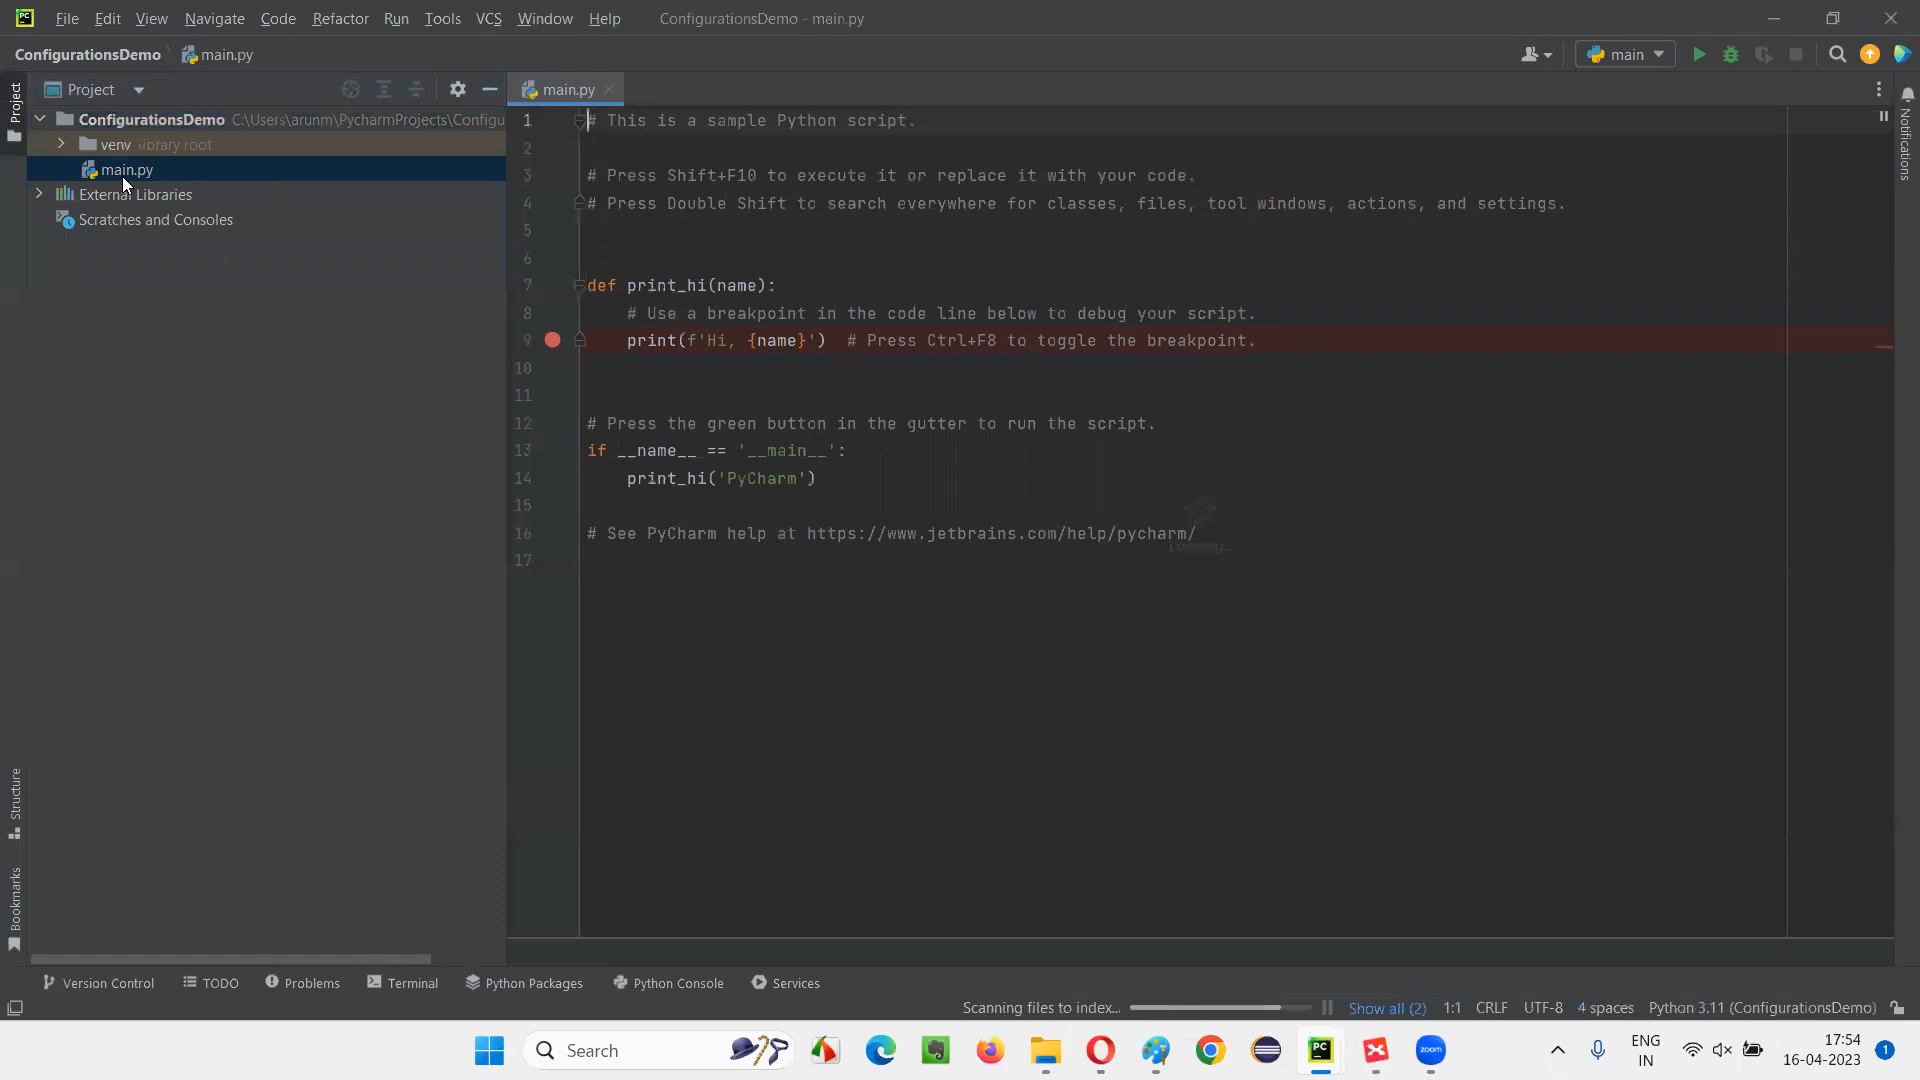 File Edit View Navigate Code Refactor Run Tools VCS Window Help ConfigurationsDemo - main.py
ConfigurationsDemo main.py main
Project
Project
main.py
ConfigurationsDemo C:\Users\arunm\PycharmProjects\Configu
venv library root
main.py
External Libraries
Scratches and Consoles
Notifications
1 # This is a sample Python script.
2
3 # Press Shift+F10 to execute it or replace it with your code.
4 # Press Double Shift to search everywhere for classes, files, tool windows, actions, and settings.
5
6
7 def print_hi(name):
8 # Use a breakpoint in the code line below to debug your script.
9 print(f'Hi, {name}') # Press Ctrl+F8 to toggle the breakpoint.
10
11
12 # Press the green button in the gutter to run the script.
13 if __name__ == '__main__':
14 print_hi('PyCharm')
15
16 # See PyCharm help at https://www.jetbrains.com/help/pycharm/
17
Structure
Bookmarks
Version Control TODO Problems Terminal Python Packages Python Console Services
Scanning files to index... Show all (2) 1:1 CRLF UTF-8 4 spaces Python 3.11 (ConfigurationsDemo)
Search
PC
zoom
ENG
IN
17:54
16-04-2023
1